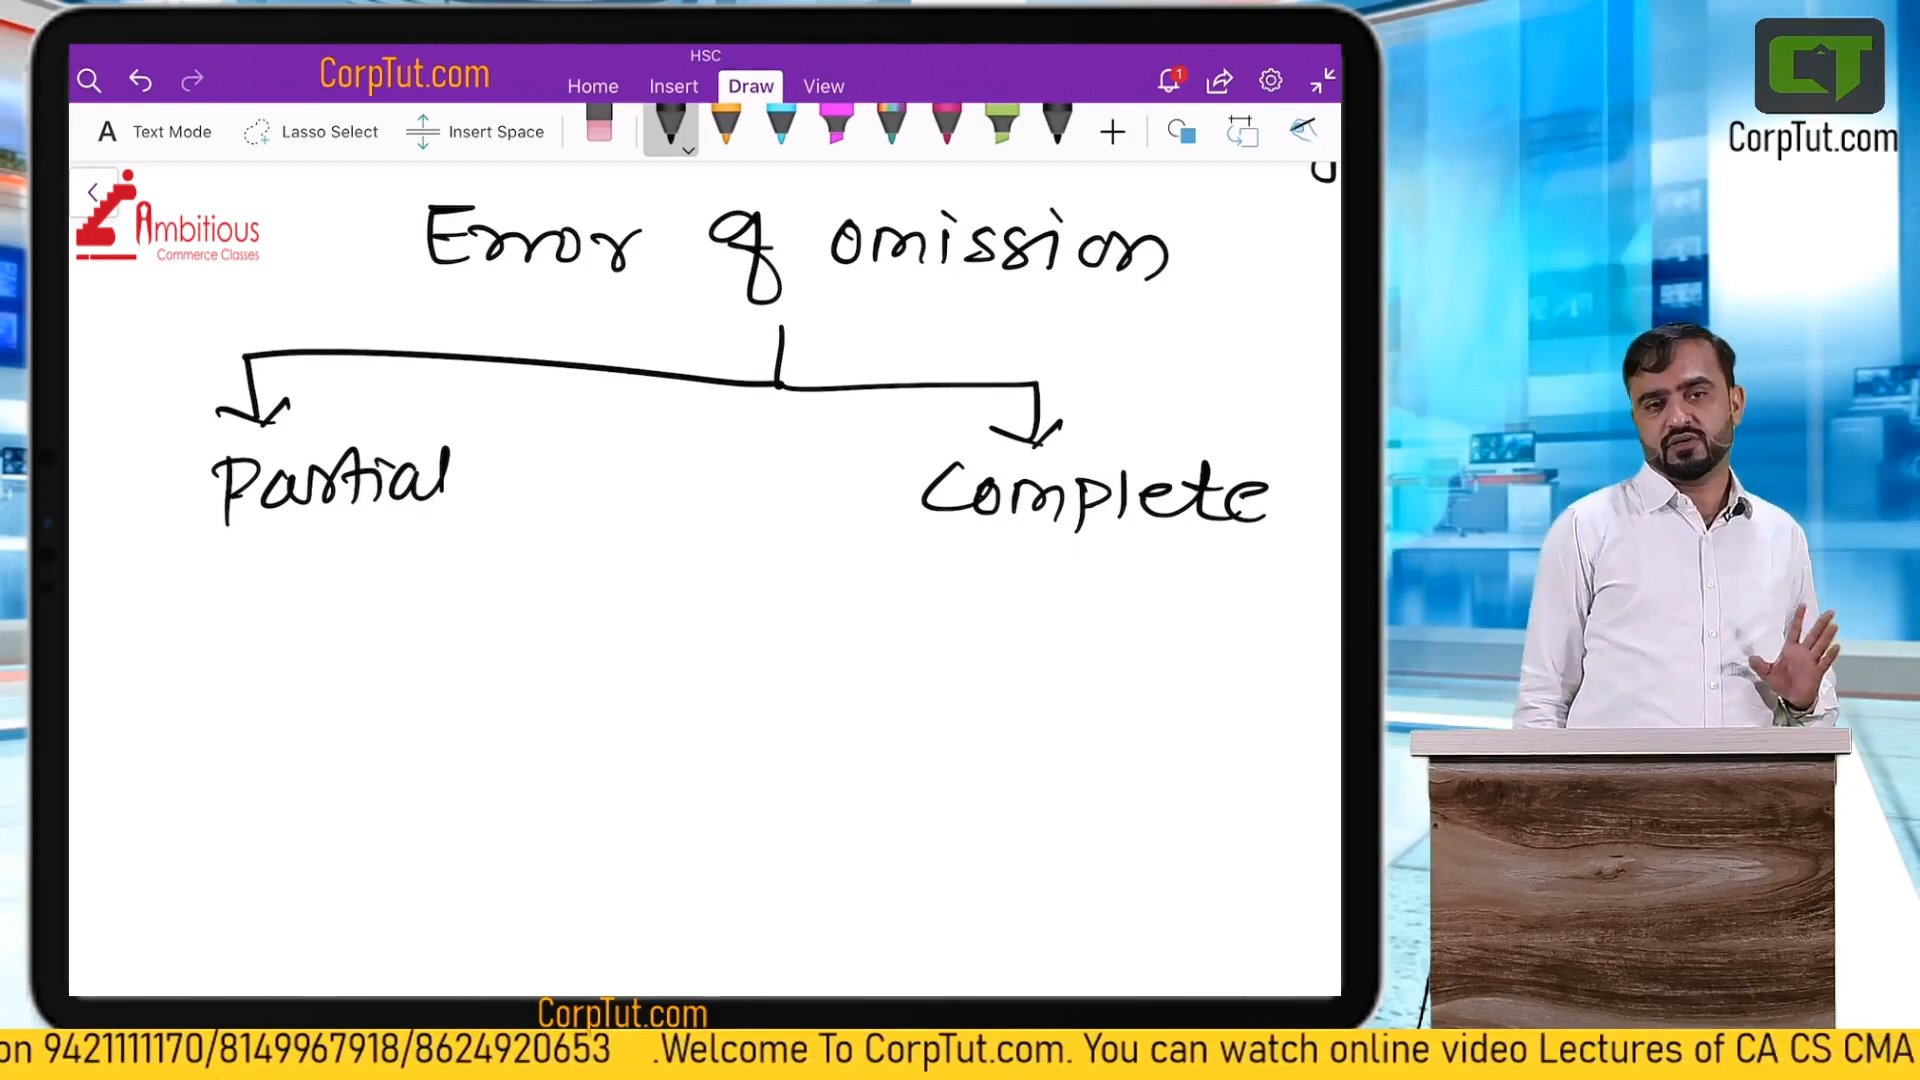 HSC
CorpTut.com
Home Insert Draw View
1
A Text Mode Lasso Select Insert Space
CT
CorpTut.com
Ambitious
Commerce Classes
Error of omission
Partial
Complete
CorpTut.com
on 9421111170/8149967918/8624920653 .Welcome To CorpTut.com. You can watch online video Lectures of CA CS CMA